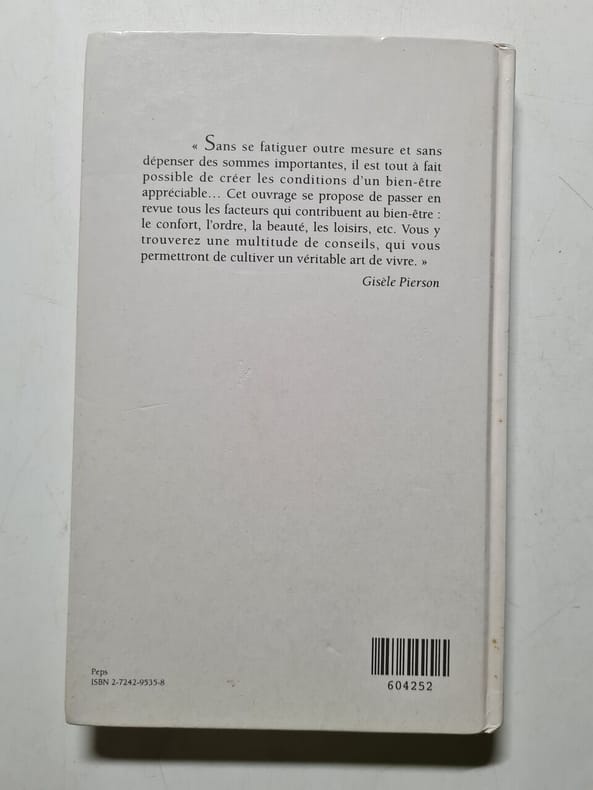 « Sans se fatiguer outre mesure et sans
dépenser des sommes importantes, il est tout à fait
possible de créer les conditions d’un bien-être
appréciable… Cet ouvrage se propose de passer en
revue tous les facteurs qui contribuent au bien-être :
le confort, l’ordre, la beauté, les loisirs, etc. Vous y
trouverez une multitude de conseils, qui vous
permettront de cultiver un véritable art de vivre. »
Gisèle Pierson
Peps
ISBN 2-7242-9535-8
604252